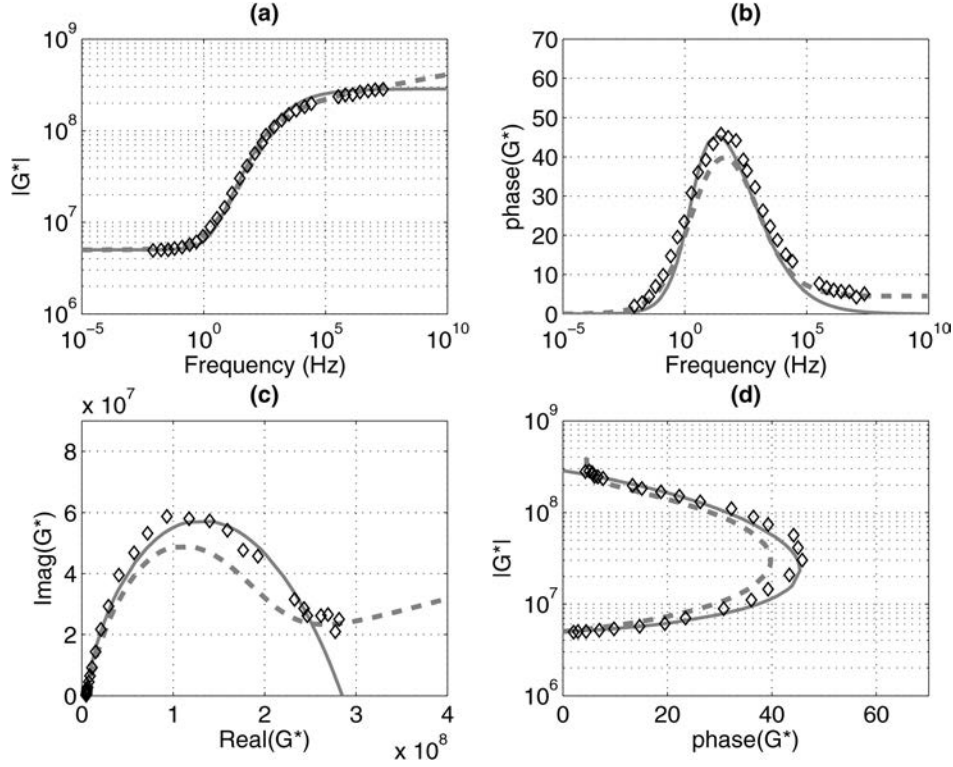 (a)
|G*|
10^9
10^8
10^7
10^6
10^-5
10^0
10^5
10^10
Frequency (Hz)
(b)
phase(G*)
70
60
50
40
30
20
10
0
10^-5
10^0
10^5
10^10
Frequency (Hz)
(c)
x 10^7
Imag(G*)
8
6
4
2
0
0
1
2
3
4
Real(G*)
x 10^8
(d)
|G*|
10^9
10^8
10^7
10^6
0
20
40
60
phase(G*)